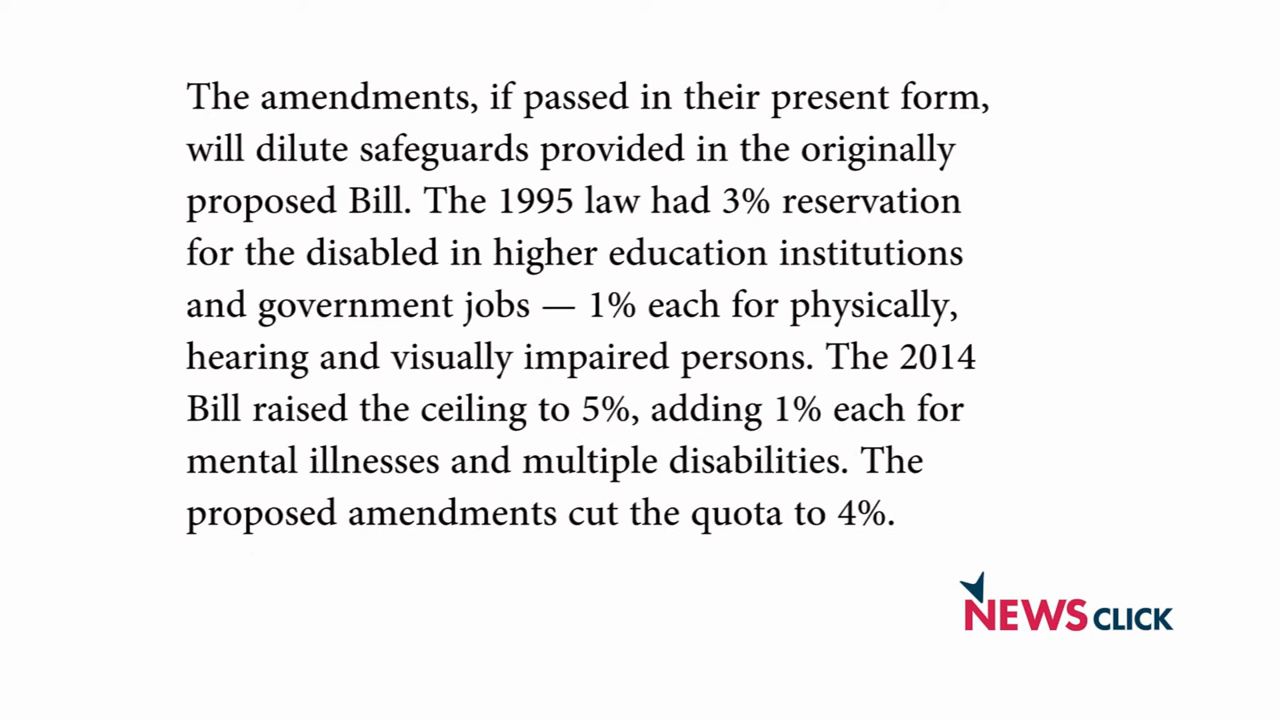 The amendments, if passed in their present form,
will dilute safeguards provided in the originally
proposed Bill. The 1995 law had 3% reservation
for the disabled in higher education institutions
and government jobs — 1% each for physically,
hearing and visually impaired persons. The 2014
Bill raised the ceiling to 5%, adding 1% each for
mental illnesses and multiple disabilities. The
proposed amendments cut the quota to 4%.
NEWSCLICK